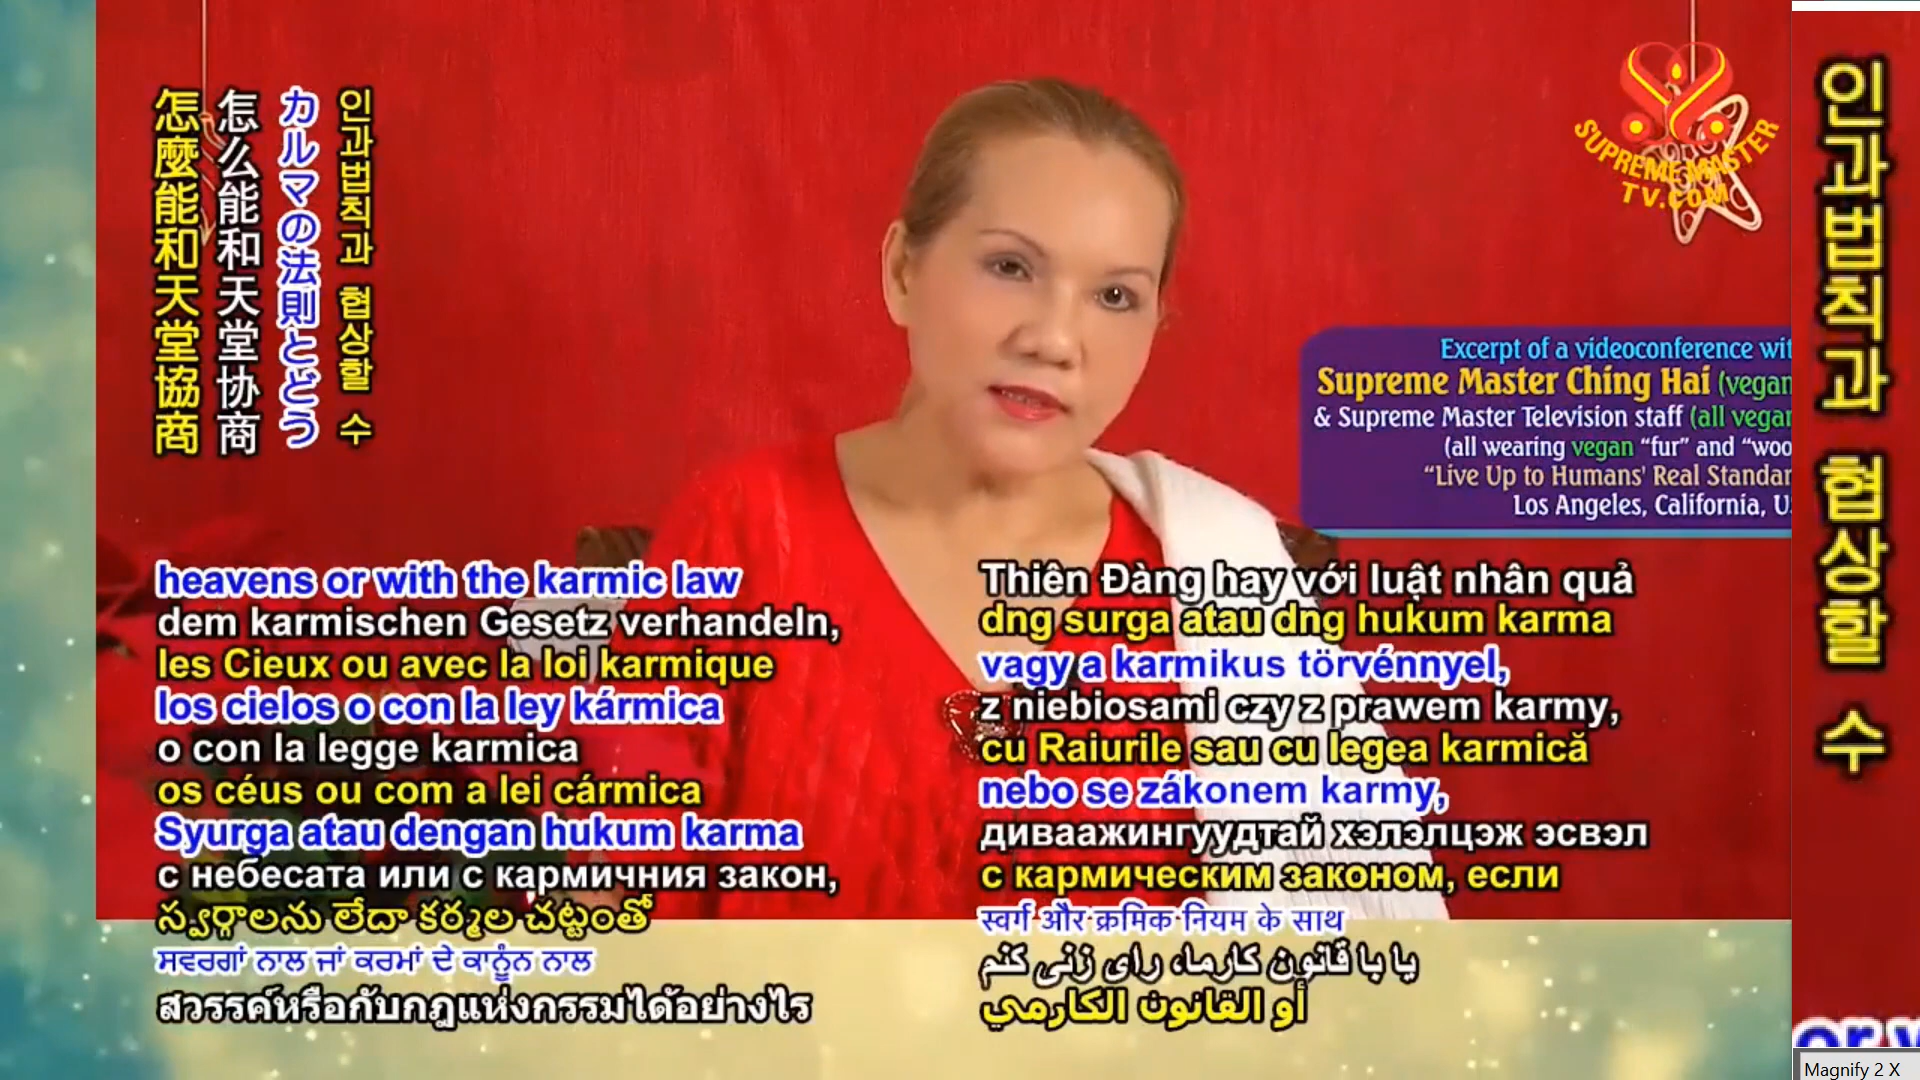 怎麼能和天堂協商
怎么能和天堂协商
カルマの法則とどう
인과법칙과 협상할 수
SUPREME MASTER
TV.COM
Excerpt of a videoconference wit
Supreme Master Ching Hai (vegan
& Supreme Master Television staff (all vegan
(all wearing vegan “fur” and “woo
“Live Up to Humans' Real Standar
Los Angeles, California, U
heavens or with the karmic law
dem karmischen Gesetz verhandeln,
les Cieux ou avec la loi karmique
los cielos o con la ley kármica
o con la legge karmica
os céus ou com a lei cármica
Syurga atau dengan hukum karma
с небесата или с кармичния закон,
స్వర్గాలను లేదా కర్మల చట్టంతో
ਸਵਰਗਾਂ ਨਾਲ ਜਾਂ ਕਰਮਾਂ ਦੇ ਕਾਨੂੰਨ ਨਾਲ
สวรรค์หรือกับกฎแห่งกรรมได้อย่างไร
Thiên Đàng hay với luật nhân quả
dng surga atau dng hukum karma
vagy a karmikus törvénnyel,
z niebiosami czy z prawem karmy,
cu Raiurile sau cu legea karmică
nebo se zákonem karmy,
диваажингуудтай хэлэлцэж эсвэл
с кармическим законом, если
स्वर्ग और क्रमिक नियम के साथ
یا با قانون کارما، رای زنی کنم
أو القانون الكارمي
인과법칙과 협상할 수
or w
Magnify 2 X